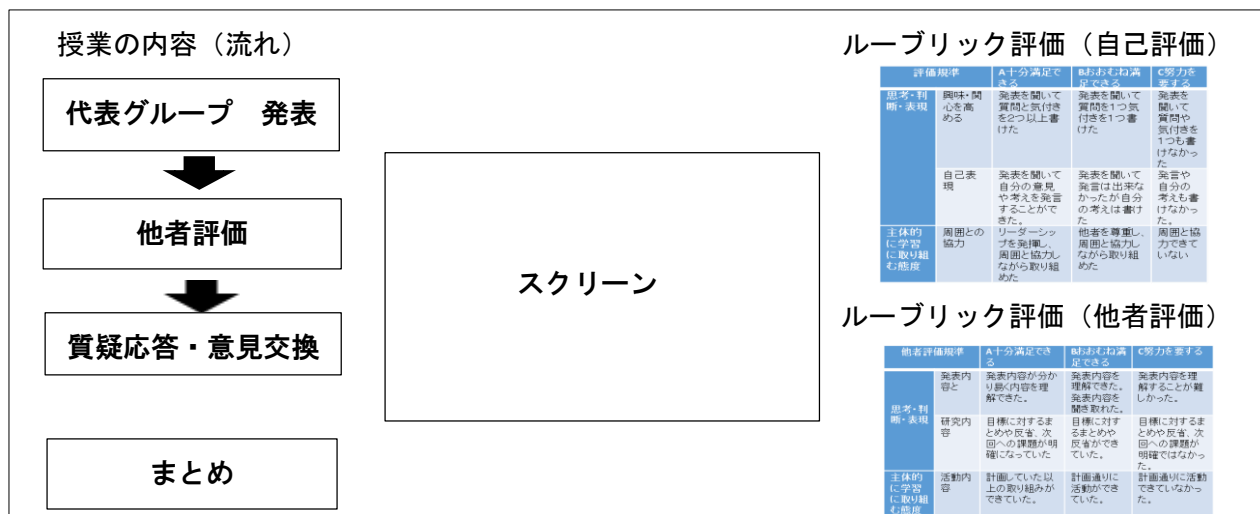 授業の内容（流れ）
代表グループ　発表
他者評価
質疑応答・意見交換
まとめ
スクリーン
ルーブリック評価（自己評価）
評価規準
A十分満足で
きる
Bおおむね満
足できる
C努力を
要する
思考・判
断・表現
興味・関
心を高
める
発表を聞いて
質問と気付き
を2つ以上書
けた
発表を聞いて
質問を1つ気
付きを1つ書
けた
発表を
聞いて
質問や
気付きを
1つも書
けなかっ
た
自己表
現
発表を聞いて
自分の意見
や考えを発言
することがで
きた。
発表を聞いて
発言は出来な
かったが自分
の考えは書け
た
発言や
自分の
考えも書
けなかっ
た。
主体的
に学習
に取り組
む態度
周囲との
協力
リーダーシッ
プを発揮し、
周囲と協力し
ながら取り組
めた
他者を尊重し、
周囲と協力し
ながら取り組
めた
周囲と協
力できて
いない
ルーブリック評価（他者評価）
他者評価規準
A十分満足でき
る
Bおおむね満
足できる
C努力を要する
思考・判
断・表現
発表内
容と
発表内容が分か
り易く内容を理
解できた。
発表内容を
理解できた。
発表内容を
聞き取れた。
発表内容を理
解することが難
しかった。
研究内
容
目標に対するま
とめや反省、次
回への課題が明
確になっていた
目標に対す
るまとめや
反省ができ
ていた。
目標に対するま
とめや反省、次
回への課題が
明確ではなかっ
た。
主体的
に学習
に取り組
む態度
活動内
容
計画していた以
上の取り組みが
できていた。
計画通りに
活動ができ
ていた。
計画通りに活動
できていなかっ
た。